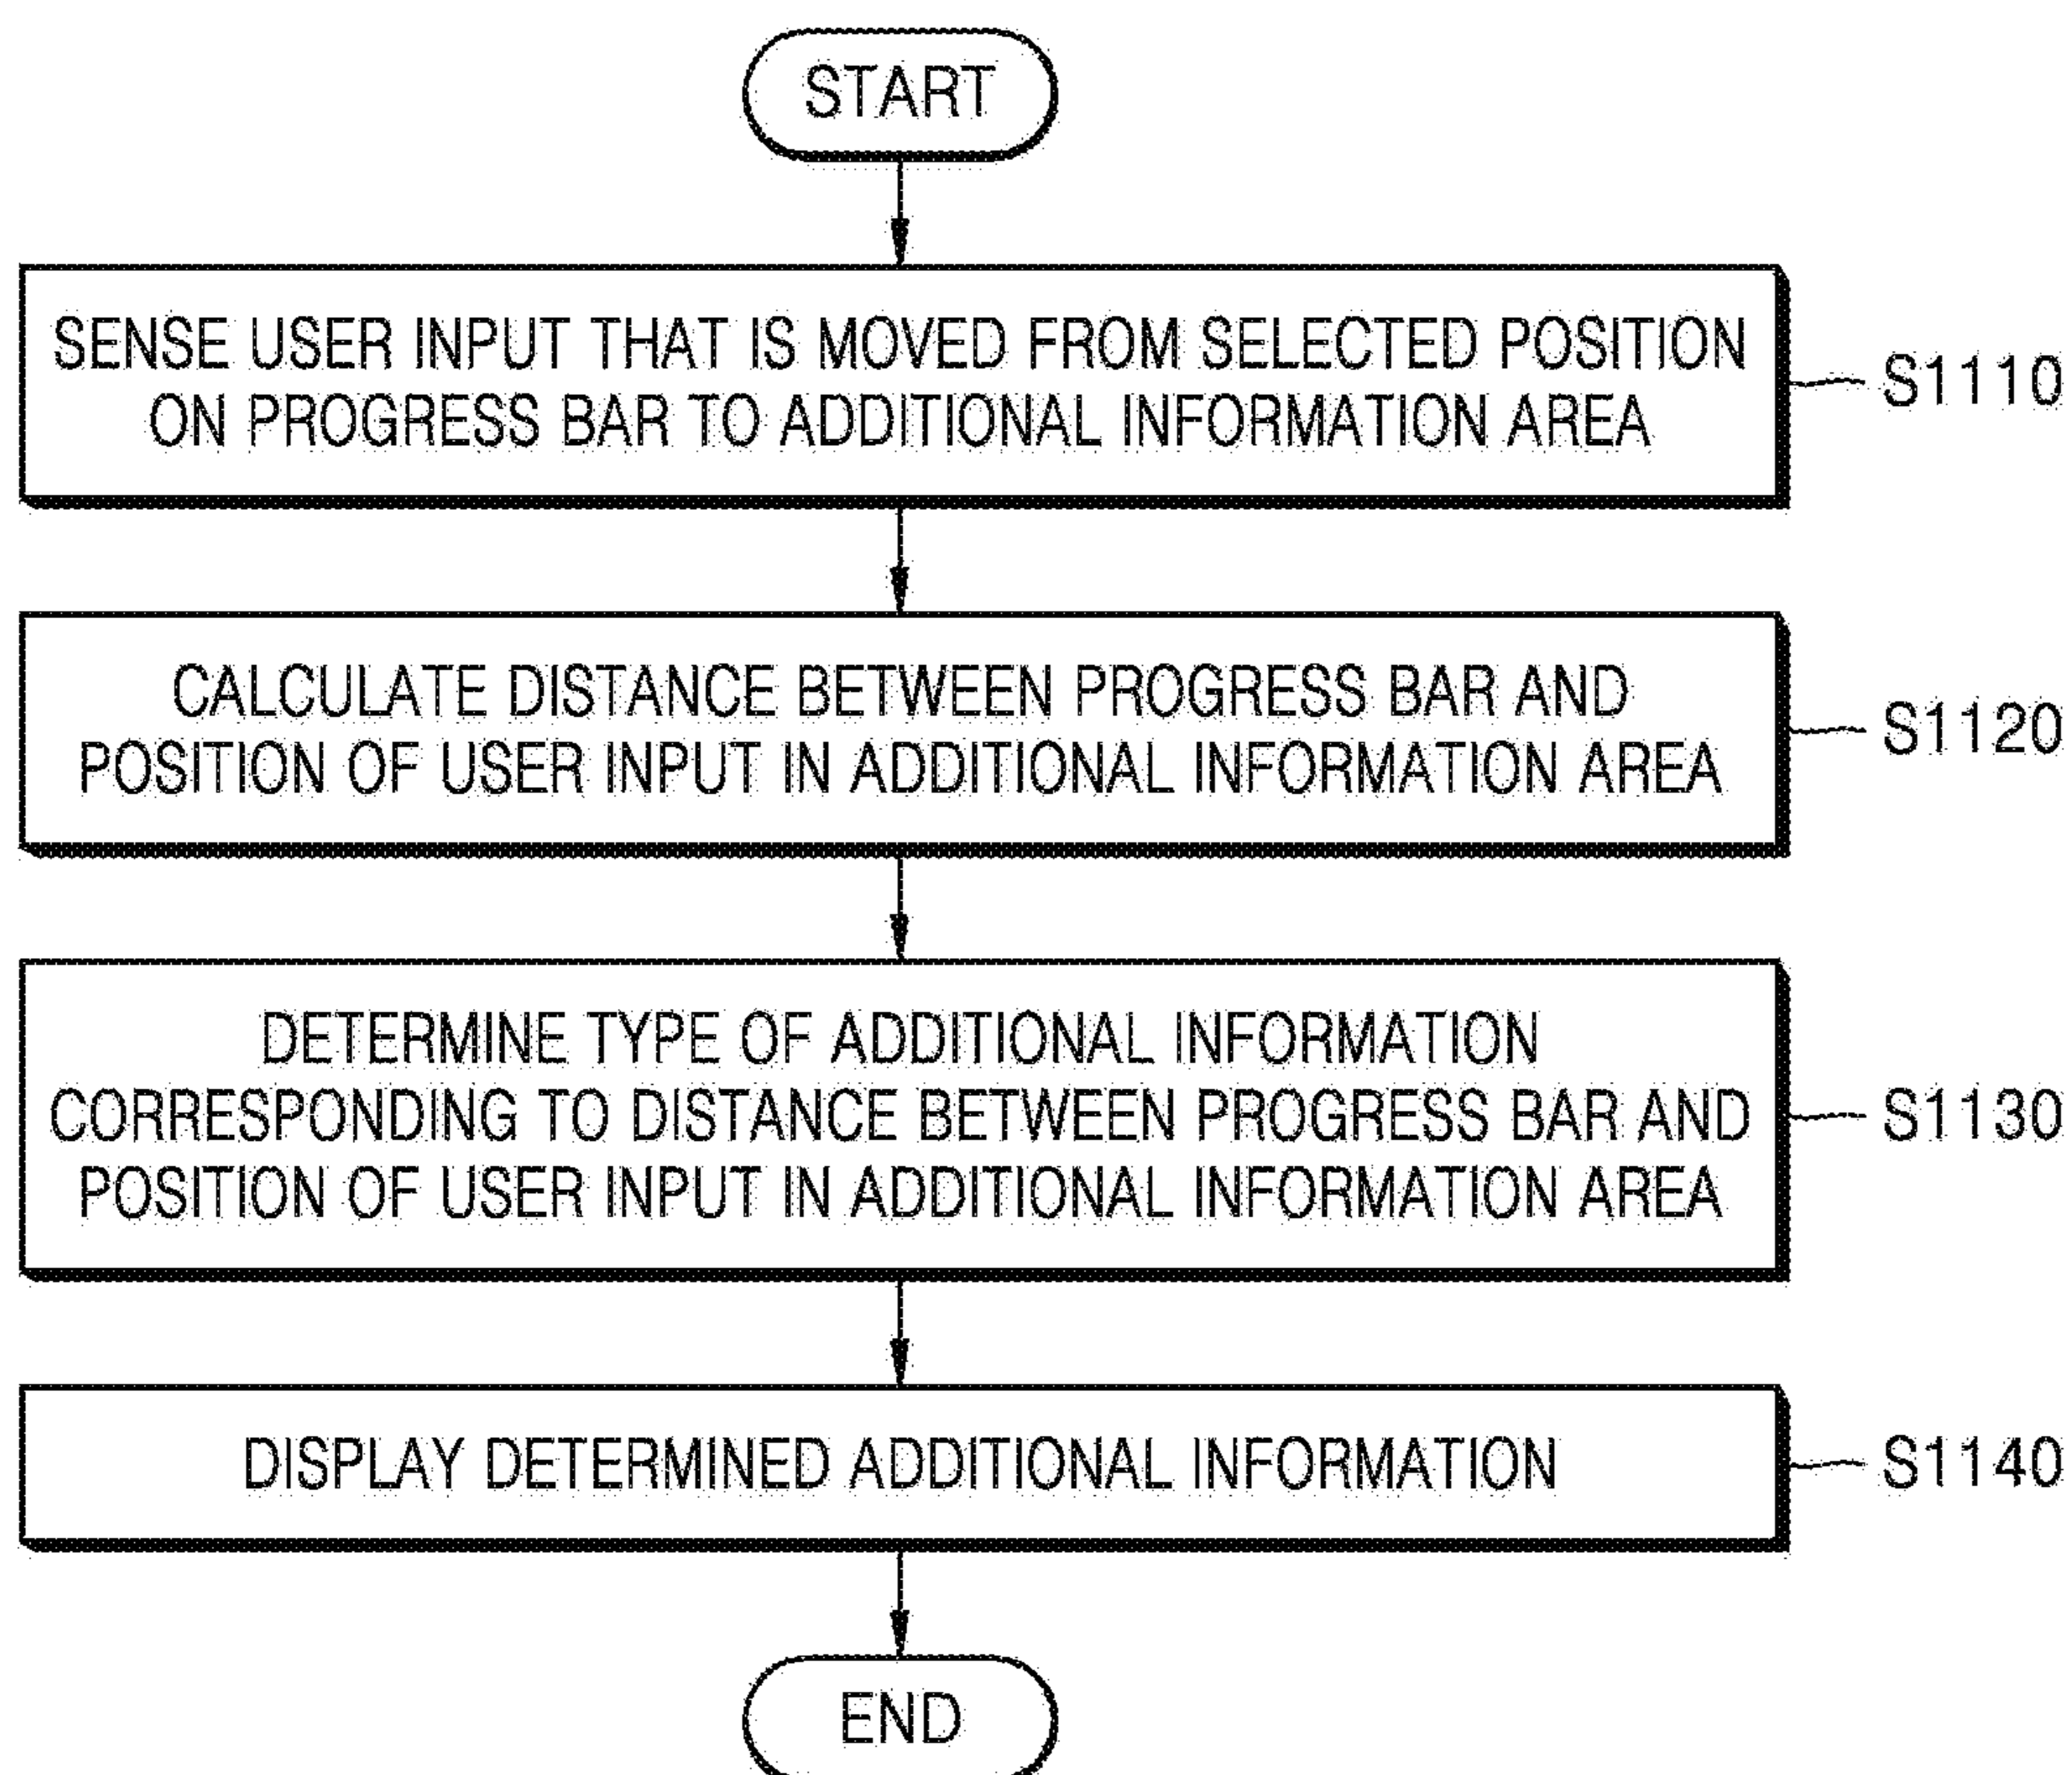 START
SENSE USER INPUT THAT IS MOVED FROM SELECTED POSITION
ON PROGRESS BAR TO ADDITIONAL INFORMATION AREA
S1110
CALCULATE DISTANCE BETWEEN PROGRESS BAR AND
POSITION OF USER INPUT IN ADDITIONAL INFORMATION AREA
S1120
DETERMINE TYPE OF ADDITIONAL INFORMATION
CORRESPONDING TO DISTANCE BETWEEN PROGRESS BAR AND
POSITION OF USER INPUT IN ADDITIONAL INFORMATION AREA
S1130
DISPLAY DETERMINED ADDITIONAL INFORMATION
S1140
END